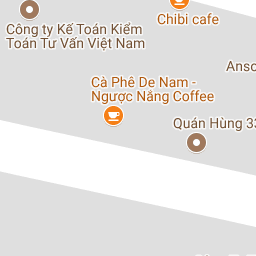 Chibi cafe
Công ty Kế Toán Kiểm
Toán Tư Vấn Việt Nam
Cà Phê De Nam -
Ngược Nắng Coffee
Quán Hùng 33